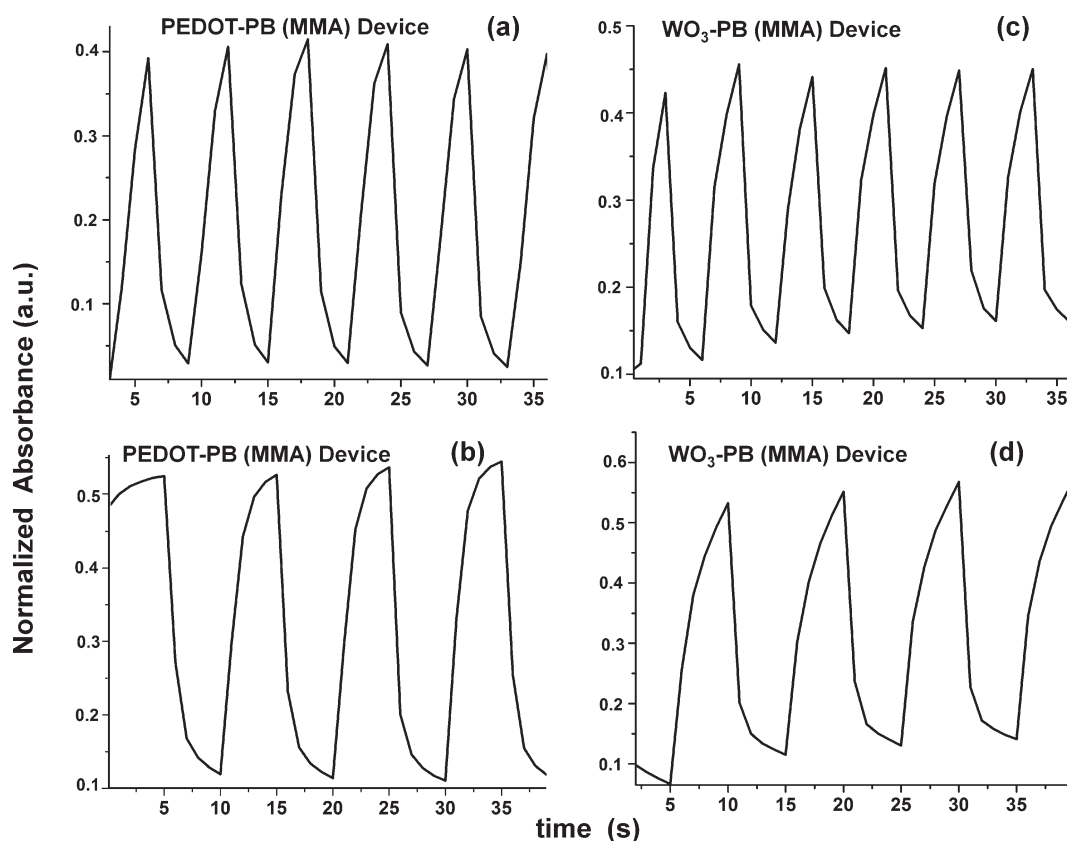 PEDOT-PB (MMA) Device (a)
0.4
0.3
0.2
0.1
5 10 15 20 25 30 35
WO₃-PB (MMA) Device (c)
0.5
0.4
0.3
0.2
0.1
5 10 15 20 25 30 35
Normalized Absorbance (a.u.)
PEDOT-PB (MMA) Device (b)
0.5
0.4
0.3
0.2
0.1
5 10 15 20 25 30 35
WO₃-PB (MMA) Device (d)
0.6
0.5
0.4
0.3
0.2
0.1
5 10 15 20 25 30 35
time (s)